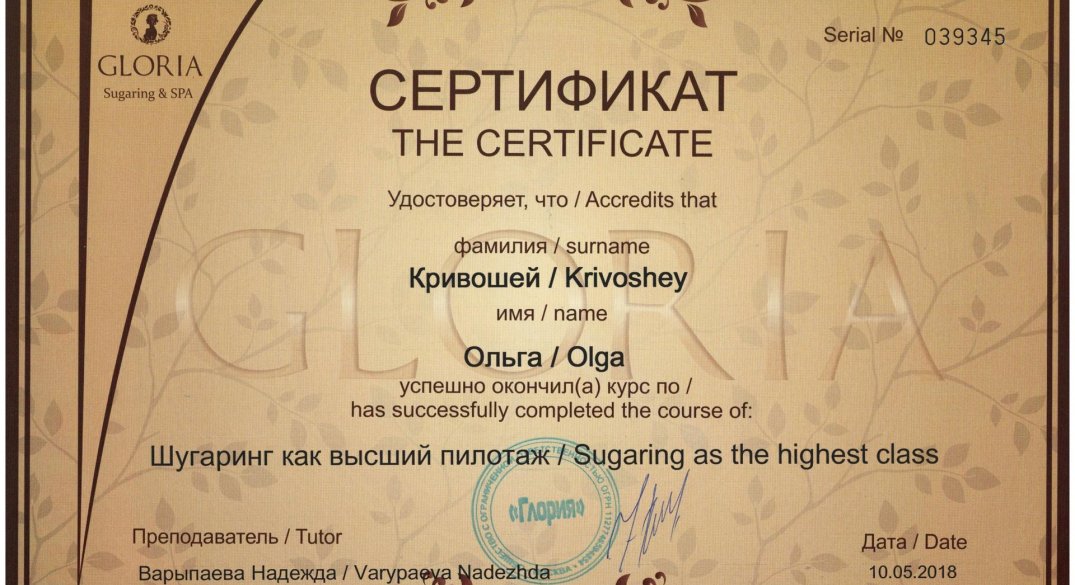 GLORIA
Sugaring & SPA
Serial № 039345
СЕРТИФИКАТ
THE CERTIFICATE
Удостоверяет, что / Accredits that
фамилия / surname
Кривошей / Krivoshey
имя / name
Ольга / Olga
успешно окончил(а) курс по /
has successfully completed the course of:
Шугаринг как высший пилотаж / Sugaring as the highest class
«Глория»
Преподаватель / Tutor
Варыпаева Надежда / Varypaeva Nadezhda
Дата / Date
10.05.2018
GLORIA